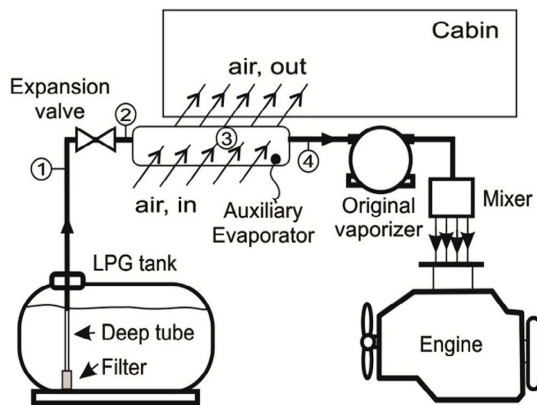 Cabin
air, out
Expansion
valve
2
3
1
4
air, in
Auxiliary
Evaporator
Original
vaporizer
Mixer
LPG tank
Deep tube
Filter
Engine